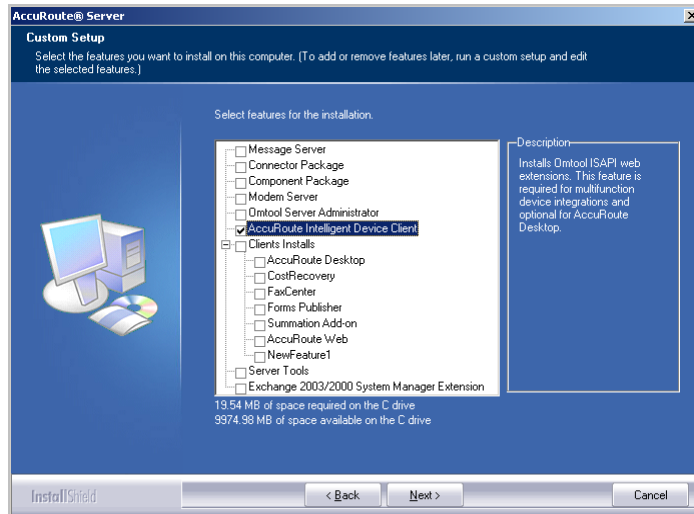 AccuRoute® Server
Custom Setup
Select the features you want to install on this computer. (To add or remove features later, run a custom setup and edit
the selected features.)
Select features for the installation.
Message Server
Connector Package
Component Package
Modem Server
Omtool Server Administrator
AccuRoute Intelligent Device Client
Clients Installs
AccuRoute Desktop
CostRecovery
FaxCenter
Forms Publisher
Summation Add-on
AccuRoute Web
NewFeature1
Server Tools
Exchange 2003/2000 System Manager Extension
Description
Installs Omtool ISAPI web
extensions. This feature is
required for multifunction
device integrations and
optional for AccuRoute
Desktop.
19.54 MB of space required on the C drive
9974.98 MB of space available on the C drive
InstallShield
< Back
Next >
Cancel